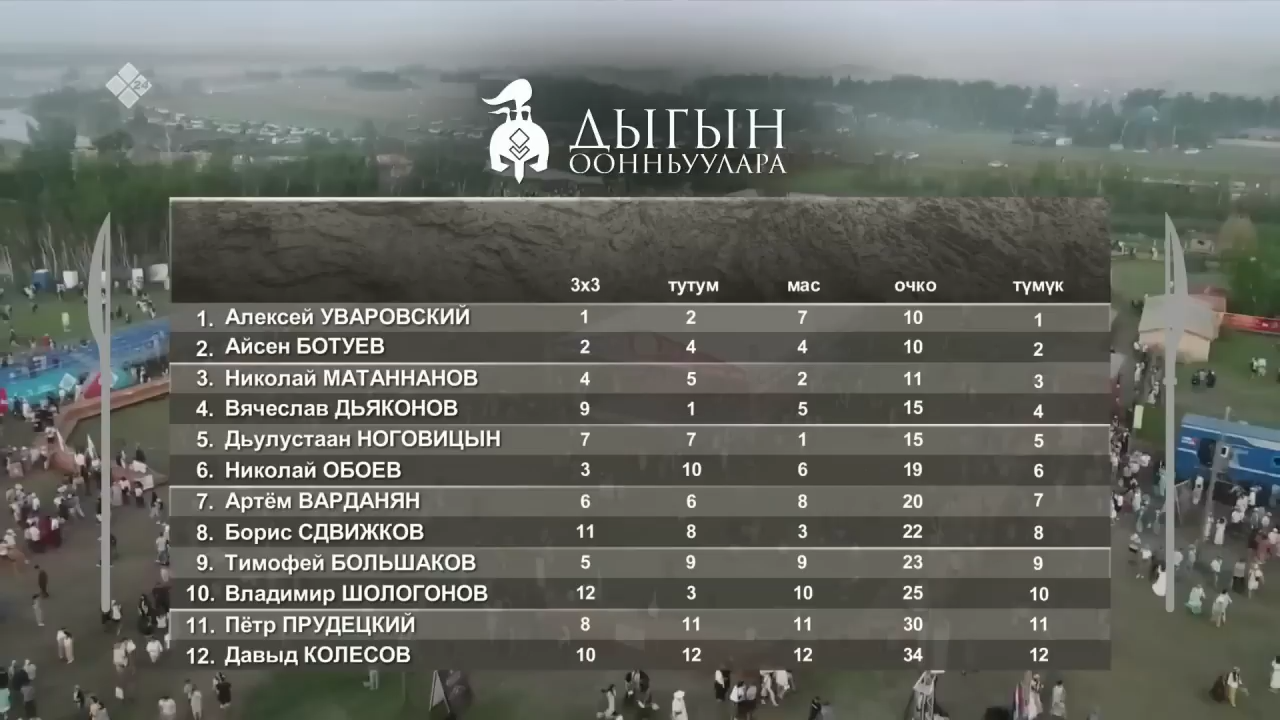 24
ДЫГЫН
ООННЬУУЛАРА
3х3 тутум мас очко түмүк
1. Алексей УВАРОВСКИЙ 1 2 7 10 1
2. Айсен БОТУЕВ 2 4 4 10 2
3. Николай МАТАННАНОВ 4 5 2 11 3
4. Вячеслав ДЬЯКОНОВ 9 1 5 15 4
5. Дьулустаан НОГОВИЦЫН 7 7 1 15 5
6. Николай ОБОЕВ 3 10 6 19 6
7. Артём ВАРДАНЯН 6 6 8 20 7
8. Борис СДВИЖКОВ 11 8 3 22 8
9. Тимофей БОЛЬШАКОВ 5 9 9 23 9
10. Владимир ШОЛОГОНОВ 12 3 10 25 10
11. Пётр ПРУДЕЦКИЙ 8 11 11 30 11
12. Давыд КОЛЕСОВ 10 12 12 34 12